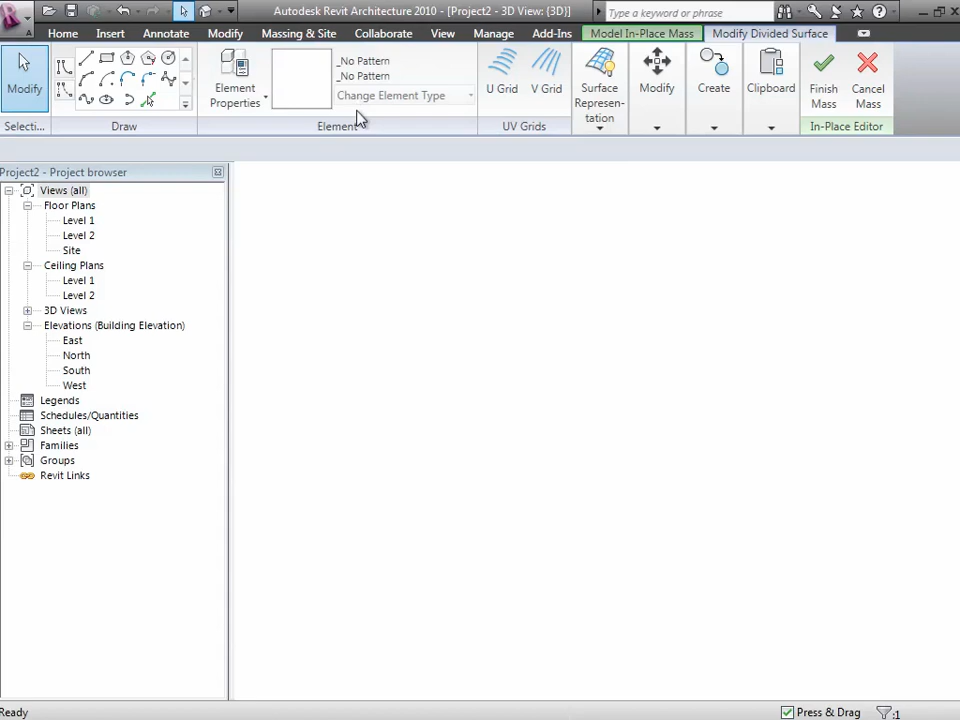 Autodesk Revit Architecture 2010 - [Project2 - 3D View: {3D}]
Type a keyword or phrase
Home Insert Annotate Modify Massing & Site Collaborate View Manage Add-Ins Model In-Place Mass Modify Divided Surface
Modify
Element
Properties
_No Pattern
_No Pattern
Change Element Type
U Grid V Grid
Surface
Represen-
tation
Modify
Create
Clipboard
Finish
Mass
Cancel
Mass
Selecti... Draw Element UV Grids In-Place Editor
Project2 - Project browser
Views (all)
Floor Plans
Level 1
Level 2
Site
Ceiling Plans
Level 1
Level 2
3D Views
Elevations (Building Elevation)
East
North
South
West
Legends
Schedules/Quantities
Sheets (all)
Families
Groups
Revit Links
Ready
Press & Drag
:1